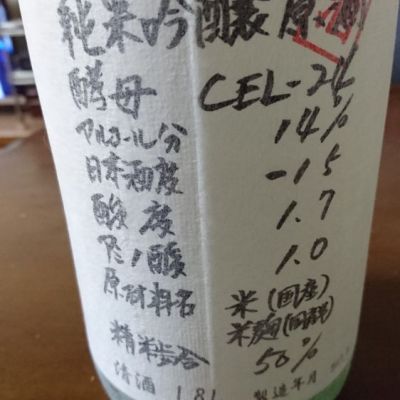 純米吟醸原酒
酵母 CEL-24
アルコール分 14%
日本酒度 -15
酸度 1.7
アミノ酸 1.0
原材料名 米(国産)
米麹(国産米)
精米歩合 50%
清酒 1.8L 製造年月